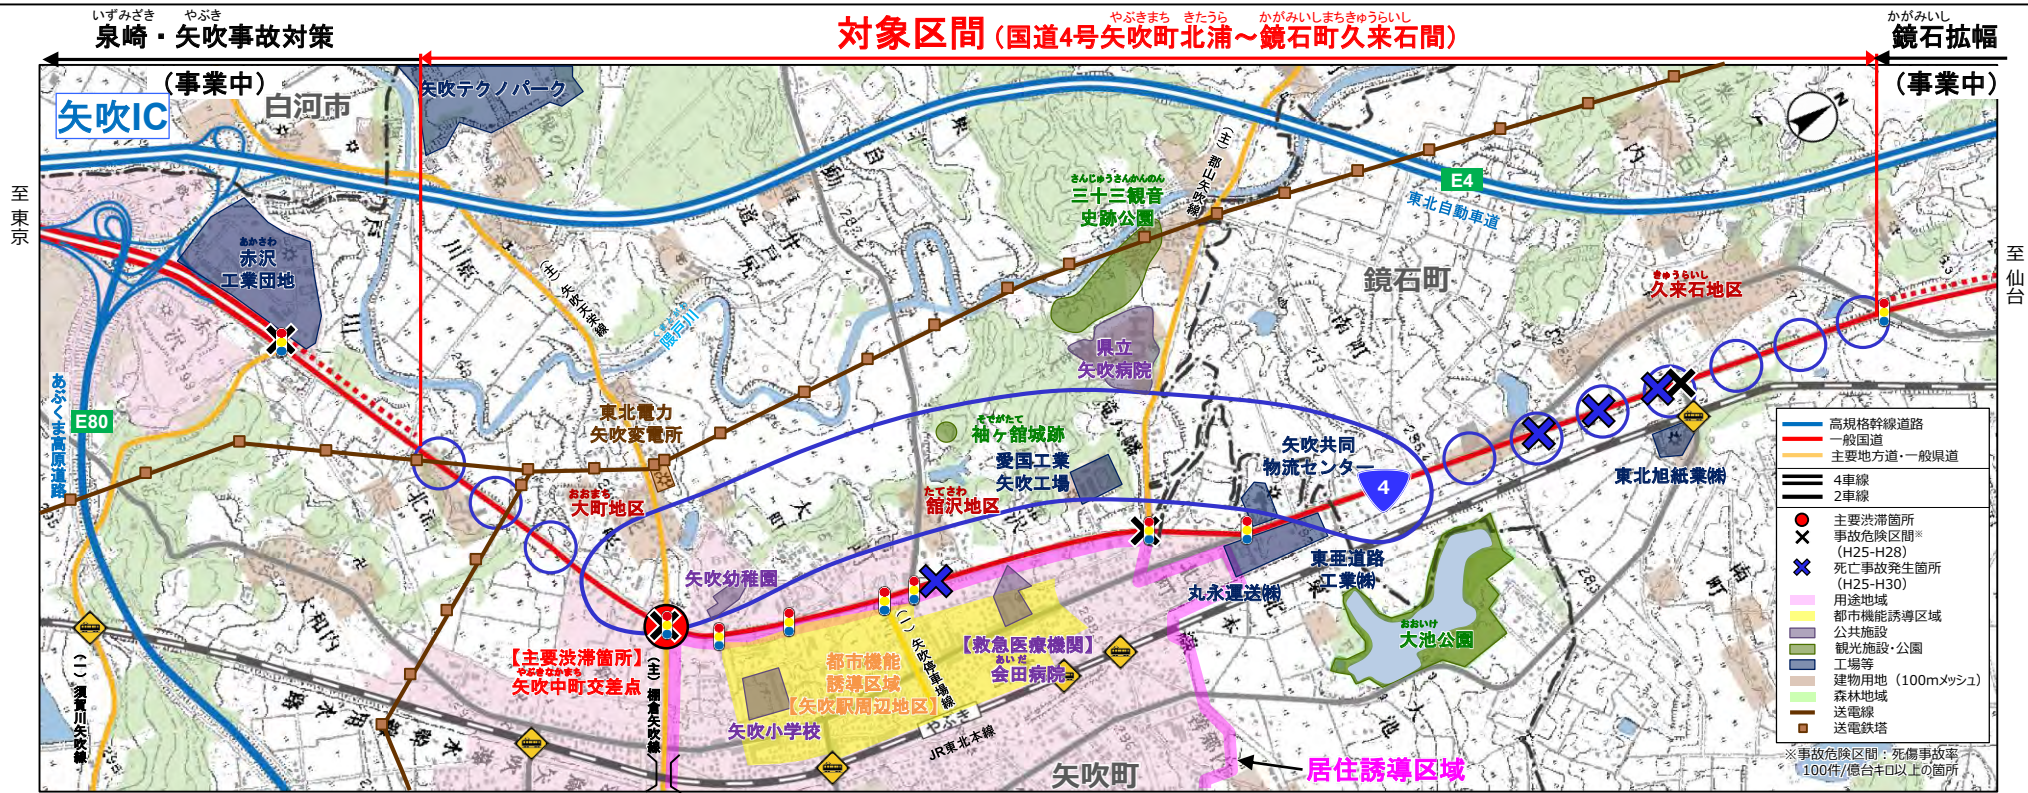 いずみざき やぶき
泉崎・矢吹事故対策
(事業中)
やぶきまち きたうら かがみいしまちきゅうらいし
対象区間(国道4号矢吹町北浦～鏡石町久来石間)
かがみいし
鏡石拡幅
(事業中)
矢吹IC
白河市
矢吹テクノパーク
至東京
至仙台
N
あかさわ
赤沢
工業団地
E80
あぶくま高原道路
(主)矢吹天栄線
隈戸川
さんじゅうさんかんのん
三十三観音
史跡公園
(主)郡山矢吹線
E4
東北自動車道
鏡石町
きゅうらいし
久来石地区
県立
矢吹病院
東北電力
矢吹変電所
そでがたて
袖ヶ館城跡
愛国工業
矢吹工場
矢吹共同
物流センター
4
東北旭紙業㈱
おおまち
大町地区
たてさわ
舘沢地区
矢吹幼稚園
丸永運送㈱
東亜道路
工業㈱
おおいけ
大池公園
【主要渋滞箇所】
やぶきなかまち
矢吹中町交差点
(主)棚倉矢吹線
(一)須賀川矢吹線
都市機能
誘導区域
【矢吹駅周辺地区】
矢吹小学校
(一)矢吹停車場線
【救急医療機関】
あいだ
会田病院
やぶき
JR東北本線
矢吹町
居住誘導区域
高規格幹線道路
一般国道
主要地方道・一般県道
4車線
2車線
主要渋滞箇所
事故危険区間※
(H25-H28)
死亡事故発生箇所
(H25-H30)
用途地域
都市機能誘導区域
公共施設
観光施設・公園
工場等
建物用地（100mメッシュ）
森林地域
送電線
送電鉄塔
※事故危険区間：死傷事故率
100件/億台キロ以上の箇所